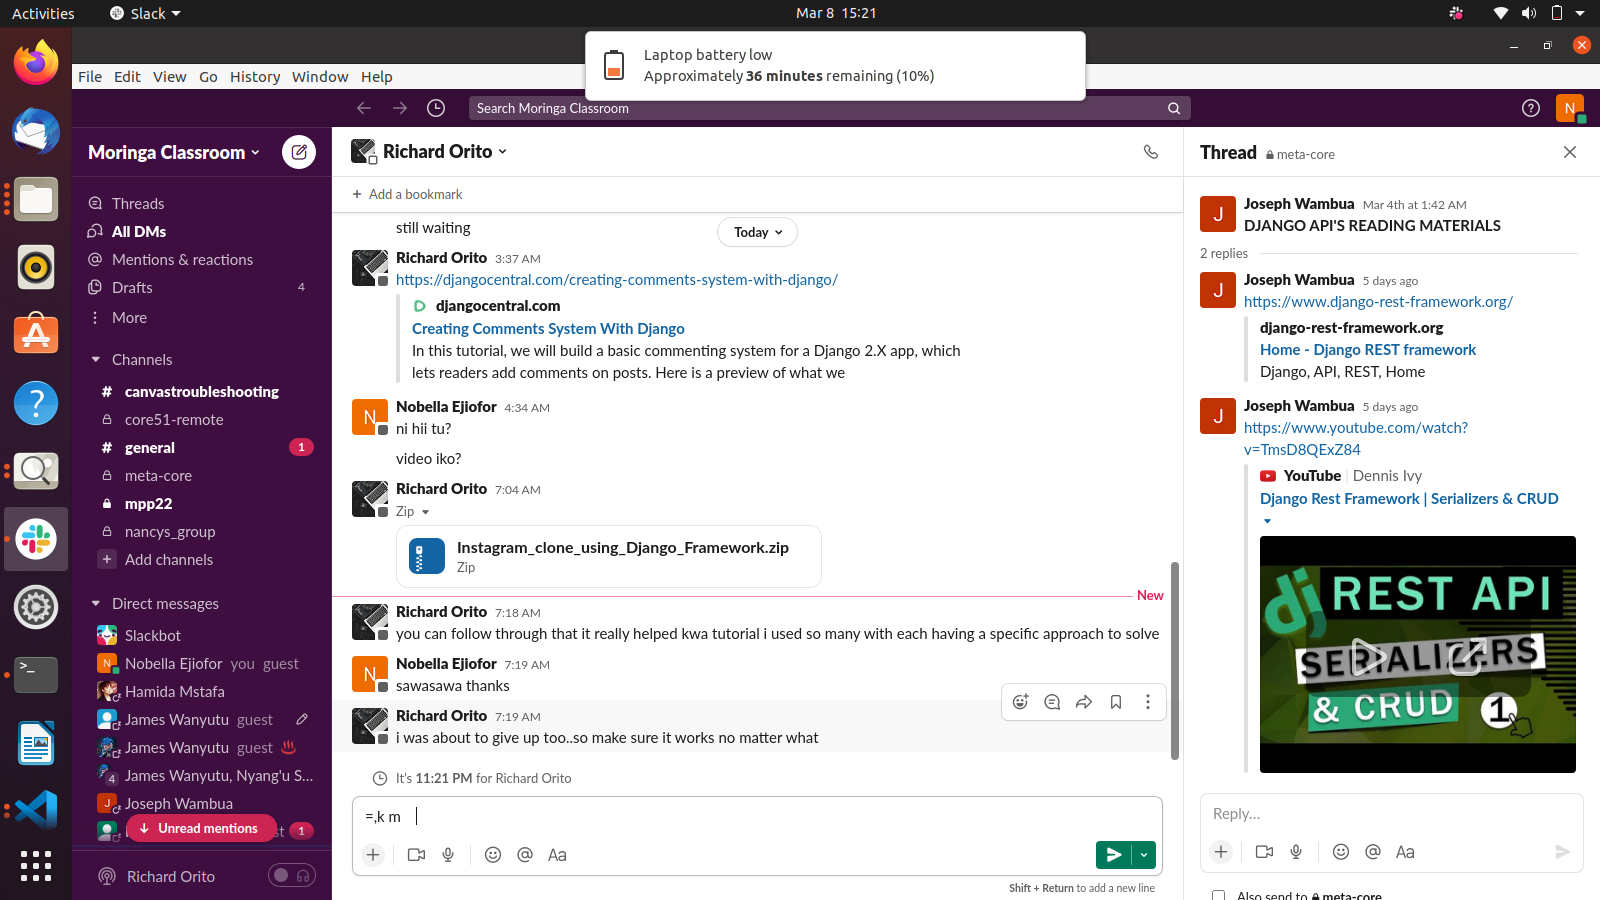 Activities
Slack
Mar 8 15:21
Laptop battery low
Approximately 36 minutes remaining (10%)
File Edit View Go History Window Help
Search Moringa Classroom
N
Moringa Classroom
Threads
All DMs
Mentions & reactions
Drafts 4
More
Channels
# canvastroubleshooting
core51-remote
# general 1
meta-core
mpp22
nancys_group
+ Add channels
Direct messages
Slackbot
N Nobella Ejiofor you guest
Hamida Mstafa
James Wanyutu guest
James Wanyutu guest
4 James Wanyutu, Nyang'u S...
J Joseph Wambua
Unread mentions
st 1
Richard Orito
Richard Orito
+ Add a bookmark
still waiting
Today
Richard Orito 3:37 AM
https://djangocentral.com/creating-comments-system-with-django/
djangocentral.com
Creating Comments System With Django
In this tutorial, we will build a basic commenting system for a Django 2.X app, which
lets readers add comments on posts. Here is a preview of what we
N Nobella Ejiofor 4:34 AM
ni hii tu?
video iko?
Richard Orito 7:04 AM
Zip
Instagram_clone_using_Django_Framework.zip
Zip
New
Richard Orito 7:18 AM
you can follow through that it really helped kwa tutorial i used so many with each having a specific approach to solve
N Nobella Ejiofor 7:19 AM
sawasawa thanks
Richard Orito 7:19 AM
i was about to give up too..so make sure it works no matter what
It's 11:21 PM for Richard Orito
=,k m
Aa
Shift + Return to add a new line
Thread meta-core
J Joseph Wambua Mar 4th at 1:42 AM
DJANGO API'S READING MATERIALS
2 replies
J Joseph Wambua 5 days ago
https://www.django-rest-framework.org/
django-rest-framework.org
Home - Django REST framework
Django, API, REST, Home
J Joseph Wambua 5 days ago
https://www.youtube.com/watch?
v=TmsD8QExZ84
YouTube | Dennis Ivy
Django Rest Framework | Serializers & CRUD
dj REST API
SERIALIZERS
& CRUD 1
Reply...
Aa
Also send to meta-core